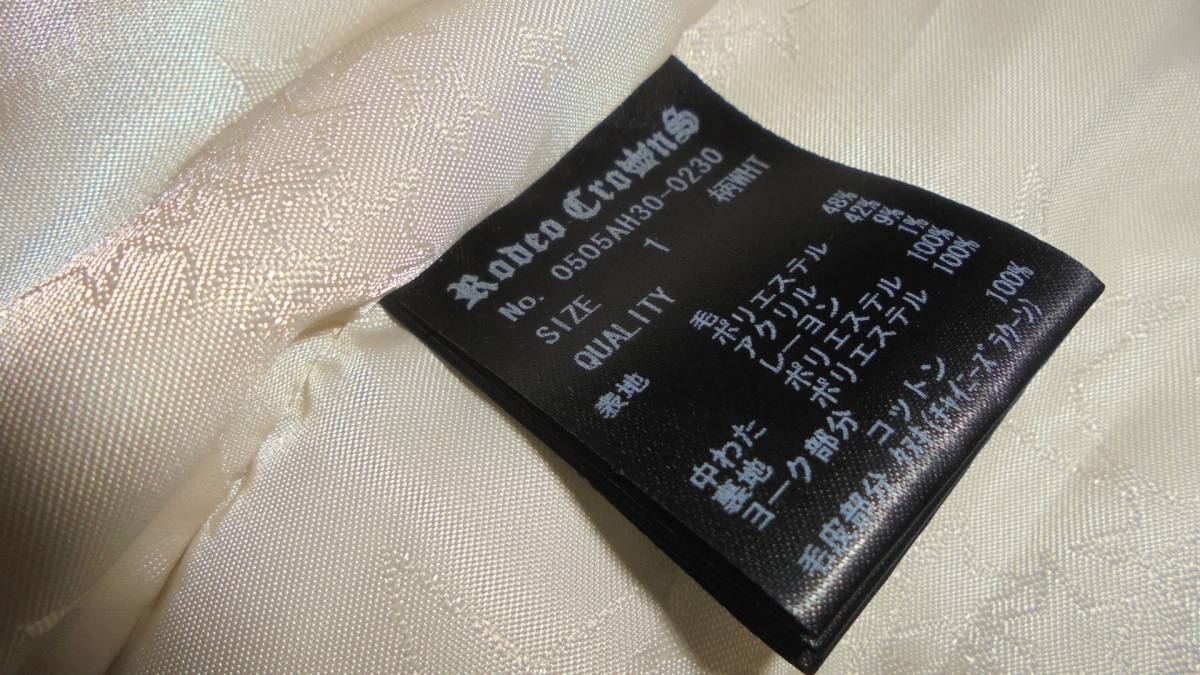 Rodeo CroWnS
No. 0505AH30-0230
SIZE 1 柄WHT
QUALITY
表地 毛 48%
ポリエステル 42%
アクリル 9%
レーヨン 1%
中わた ポリエステル 100%
裏地 ポリエステル 100%
ヨーク部分
コットン 100%
毛皮部分 タヌキ(チャイニーズラクーン)